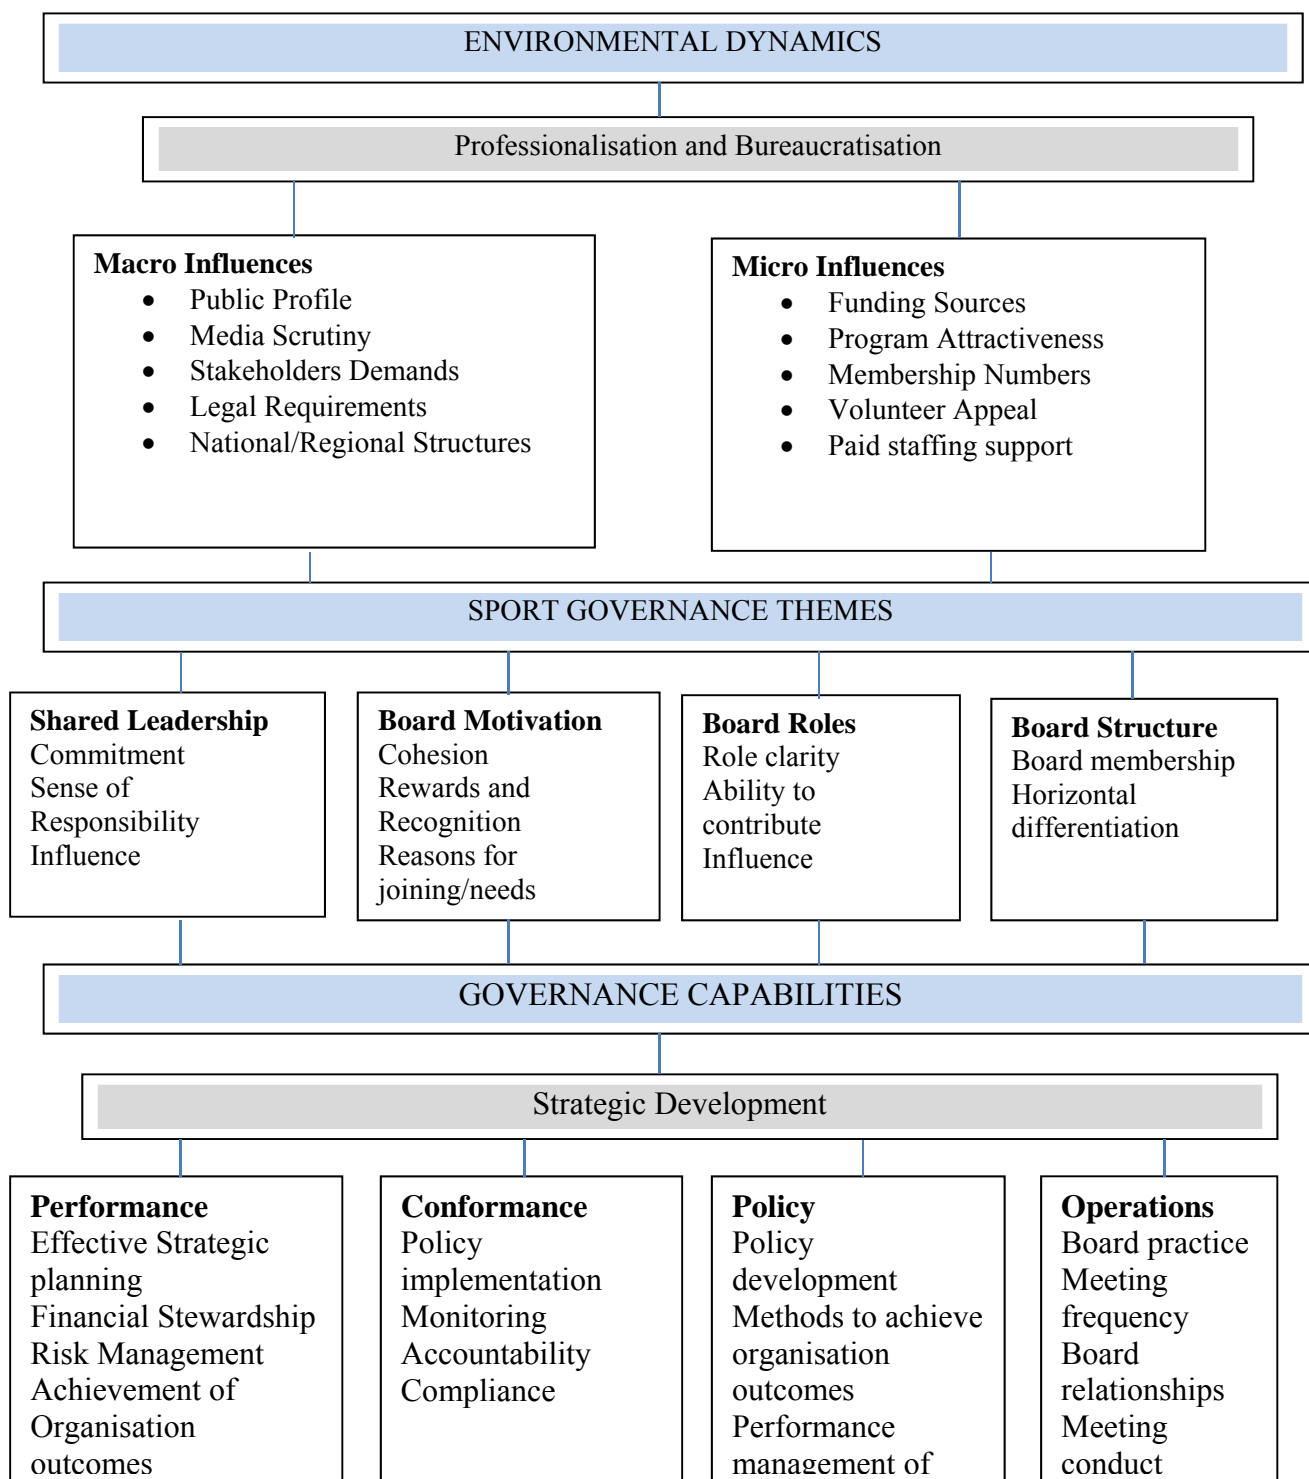 ENVIRONMENTAL DYNAMICS
Professionalisation and Bureaucratisation
Macro Influences
• Public Profile
• Media Scrutiny
• Stakeholders Demands
• Legal Requirements
• National/Regional Structures
Micro Influences
• Funding Sources
• Program Attractiveness
• Membership Numbers
• Volunteer Appeal
• Paid staffing support
SPORT GOVERNANCE THEMES
Shared Leadership
Commitment
Sense of
Responsibility
Influence
Board Motivation
Cohesion
Rewards and
Recognition
Reasons for
joining/needs
Board Roles
Role clarity
Ability to
contribute
Influence
Board Structure
Board membership
Horizontal
differentiation
GOVERNANCE CAPABILITIES
Strategic Development
Performance
Effective Strategic
planning
Financial Stewardship
Risk Management
Achievement of
Organisation
outcomes
Conformance
Policy
implementation
Monitoring
Accountability
Compliance
Policy
Policy
development
Methods to achieve
organisation
outcomes
Performance
management of
Operations
Board practice
Meeting
frequency
Board
relationships
Meeting
conduct